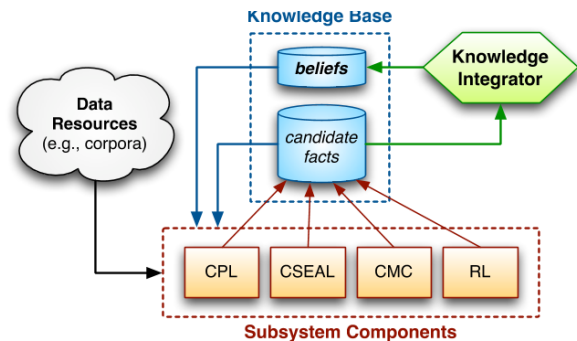 Knowledge Base
beliefs
Knowledge
Integrator
Data
Resources
(e.g., corpora)
candidate
facts
CPL
CSEAL
CMC
RL
Subsystem Components